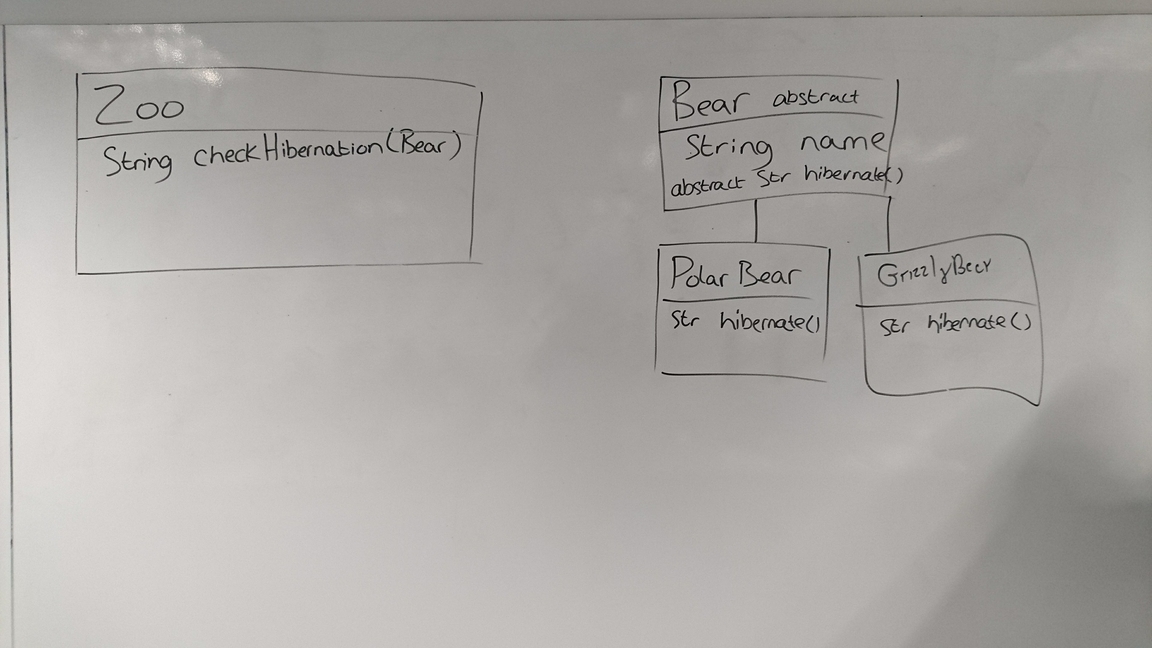 Zoo
String checkHibernation(Bear)
Bear abstract
String name
abstract Str hibernate()
Polar Bear
Str hibernate()
GrizzlyBear
Str hibernate()